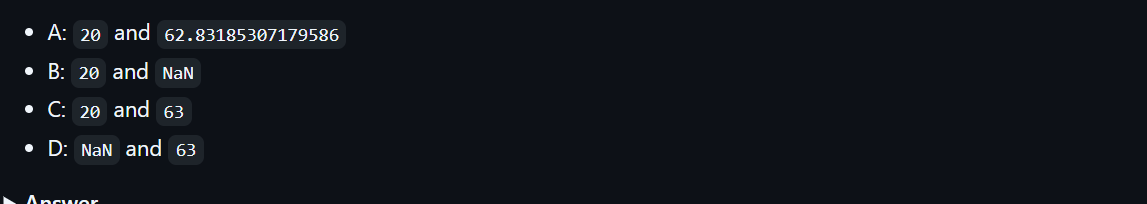 A: 20 and 62.83185307179586
B: 20 and NaN
C: 20 and 63
D: NaN and 63
Answer